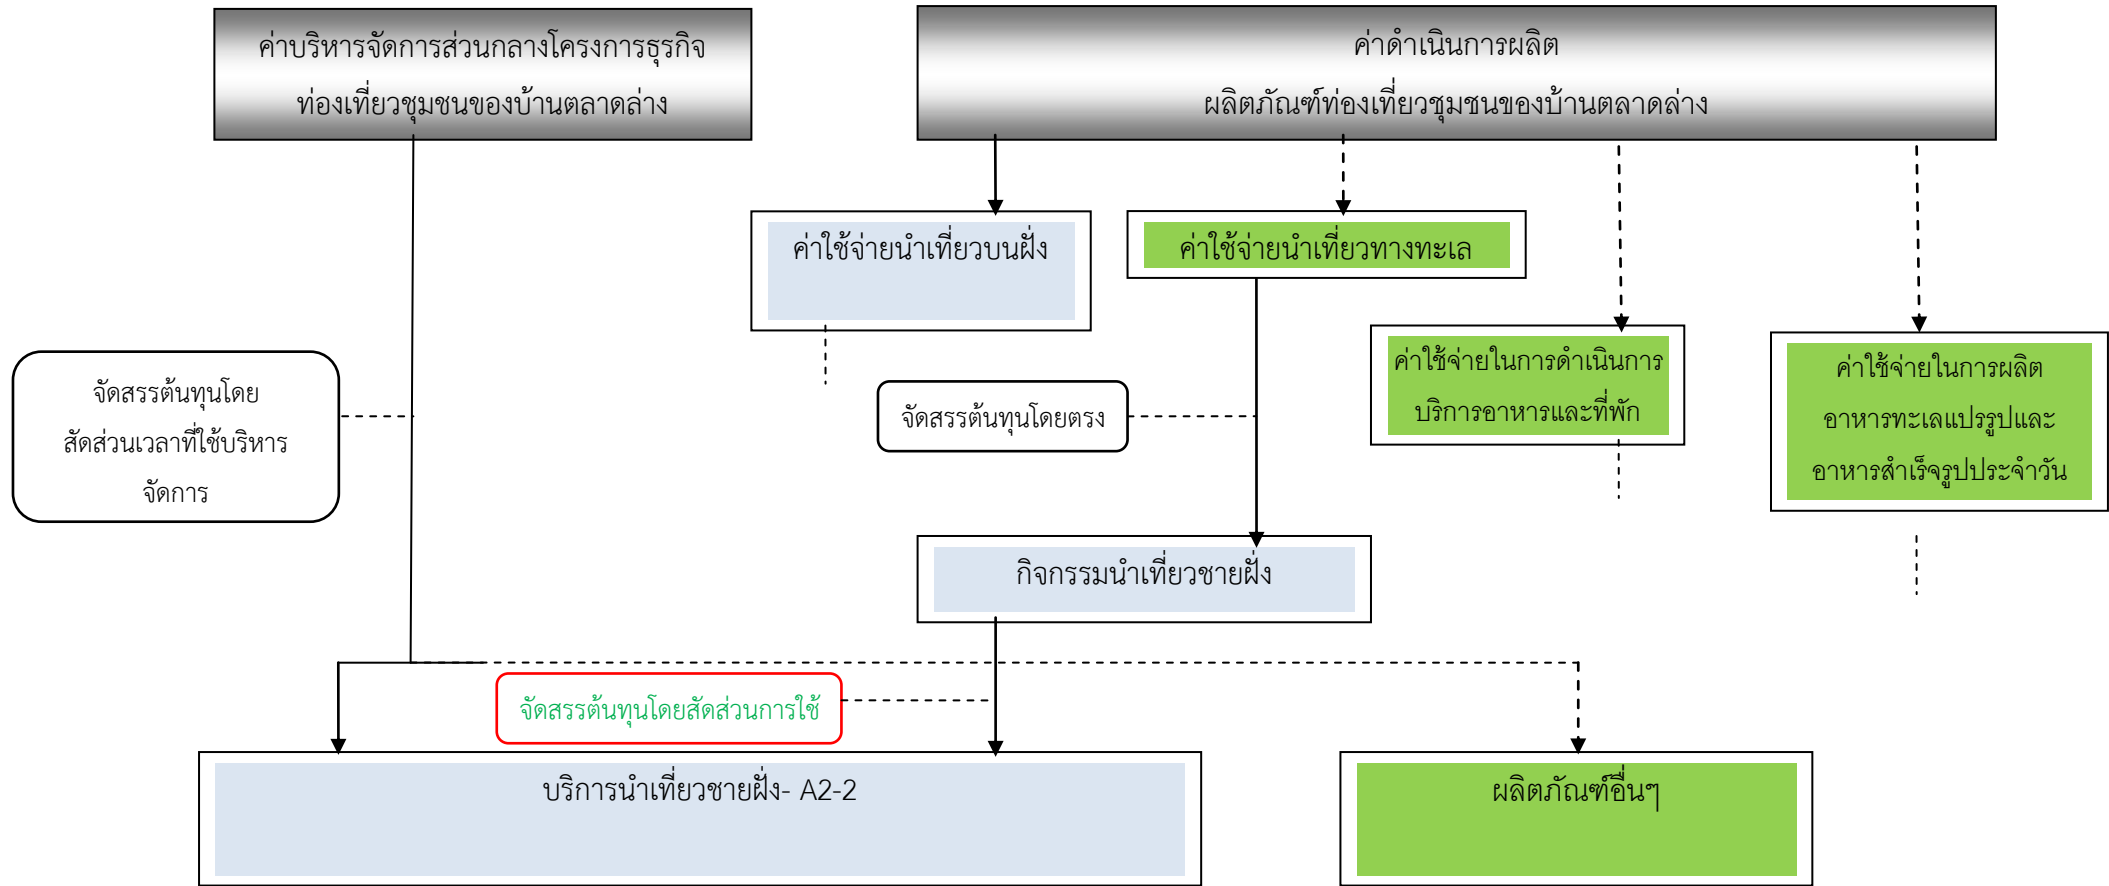 ค่าบริหารจัดการส่วนกลางโครงการธุรกิจ
ท่องเที่ยวชุมชนของบ้านตลาดล่าง
ค่าดำเนินการผลิต
ผลิตภัณฑ์ท่องเที่ยวชุมชนของบ้านตลาดล่าง
ค่าใช้จ่ายนำเที่ยวบนฝั่ง
ค่าใช้จ่ายนำเที่ยวทางทะเล
ค่าใช้จ่ายในการดำเนินการ
บริการอาหารและที่พัก
ค่าใช้จ่ายในการผลิต
อาหารทะเลแปรรูปและ
อาหารสำเร็จรูปประจำวัน
จัดสรรต้นทุนโดย
สัดส่วนเวลาที่ใช้บริหาร
จัดการ
จัดสรรต้นทุนโดยตรง
กิจกรรมนำเที่ยวชายฝั่ง
จัดสรรต้นทุนโดยสัดส่วนการใช้
บริการนำเที่ยวชายฝั่ง- A2-2
ผลิตภัณฑ์อื่นๆ